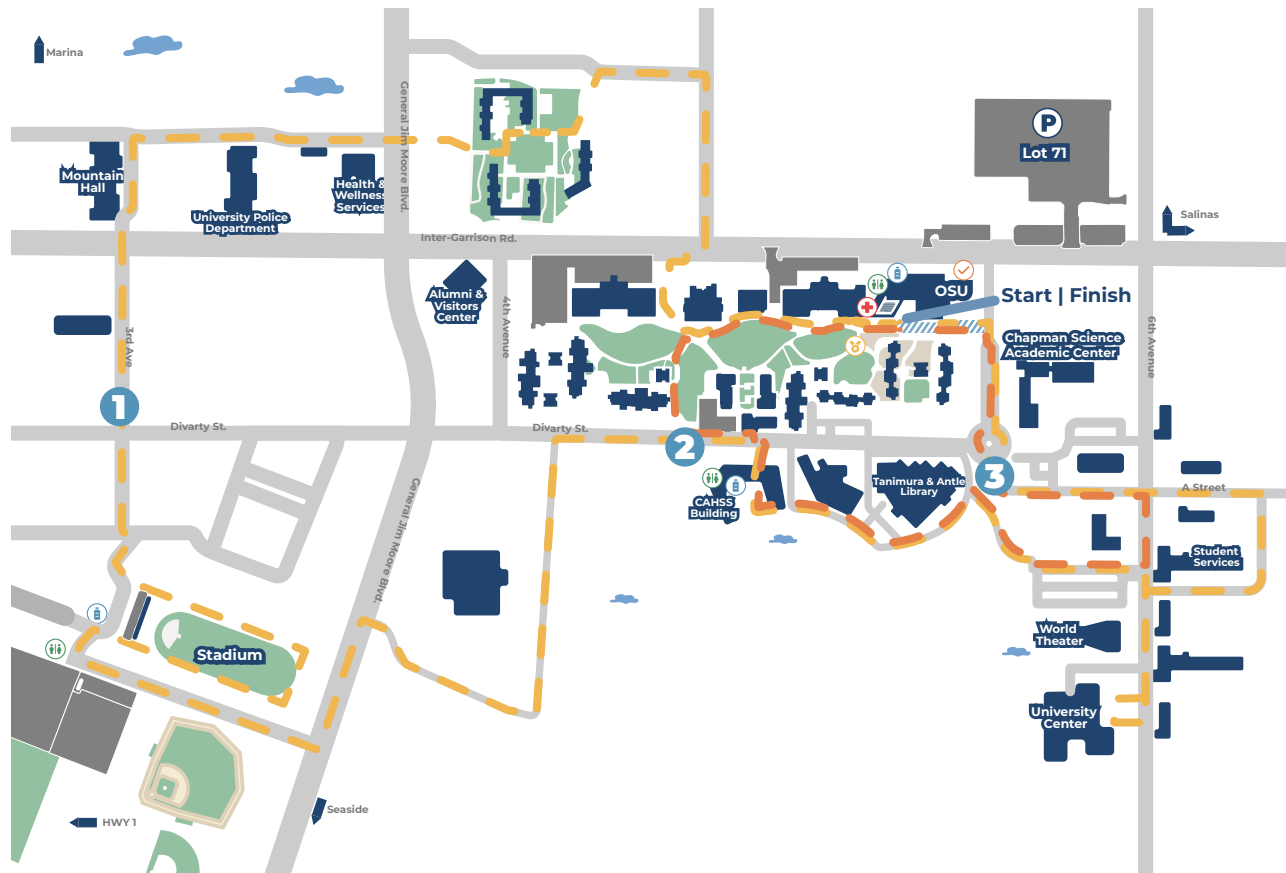 Marina
General Jim Moore Blvd.
P
Lot 71
Mountain
Hall
Health &
Wellness
Services
University Police
Department
Salinas
Inter-Garrison Rd.
Alumni &
Visitors
Center
4th Avenue
OSU
Start | Finish
3rd Ave
Chapman Science
Academic Center
6th Avenue
1
Divarty St.
Divarty St.
2
3
Tanimura & Antle
Library
A Street
CAHSS
Building
General Jim Moore Blvd.
Student
Services
World
Theater
Stadium
University
Center
Seaside
HWY 1